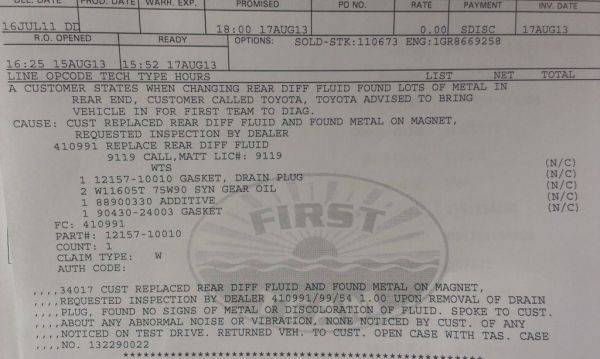 DEL. DATE PROD. DATE WARR. EXP. PROMISED PO NO. RATE PAYMENT INV. DATE
16JUL11 DD 18:00 17AUG13 0.00 SDISC 17AUG13
R.O. OPENED READY OPTIONS: SOLD-STK:110673 ENG:1GR8669258
16:25 15AUG13 15:52 17AUG13
LINE OPCODE TECH TYPE HOURS LIST NET TOTAL
A CUSTOMER STATES WHEN CHANGING REAR DIFF FLUID FOUND LOTS OF METAL IN
REAR END, CUSTOMER CALLED TOYOTA, TOYOTA ADVISED TO BRING
VEHICLE IN FOR FIRST TEAM TO DIAG.
CAUSE: CUST REPLACED REAR DIFF FLUID AND FOUND METAL ON MAGNET,
REQUESTED INSPECTION BY DEALER
410991 REPLACE REAR DIFF FLUID
9119 CALL,MATT LIC#: 9119
WTS (N/C)
1 12157-10010 GASKET, DRAIN PLUG (N/C)
2 W11605T 75W90 SYN GEAR OIL (N/C)
1 88900330 ADDITIVE (N/C)
1 90430-24003 GASKET (N/C)
FC: 410991
PART#: 12157-10010
COUNT: 1
CLAIM TYPE: W
AUTH CODE:
FIRST
,,,,34017 CUST REPLACED REAR DIFF FLUID AND FOUND METAL ON MAGNET,
,,,,REQUESTED INSPECTION BY DEALER 410991/99/54 1.00 UPON REMOVAL OF DRAIN
,,,,PLUG, FOUND NO SIGNS OF METAL OR DISCOLORATION OF FLUID. SPOKE TO CUST.
,,,,ABOUT ANY ABNORMAL NOISE OR VIBRATION, NONE NOTICED BY CUST. OF ANY
,,,,NOTICED ON TEST DRIVE. RETURNED VEH. TO CUST. OPEN CASE WITH TAS. CASE
,,,,NO. 132290022
**************************************************